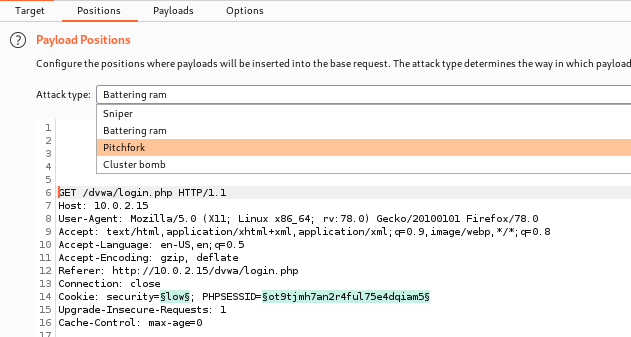 Target Positions Payloads Options
? Payload Positions
Configure the positions where payloads will be inserted into the base request. The attack type determines the way in which payload
Attack type: Battering ram
Sniper
Battering ram
Pitchfork
Cluster bomb
1
2
3
4
5
6 GET /dvwa/login.php HTTP/1.1
7 Host: 10.0.2.15
8 User-Agent: Mozilla/5.0 (X11; Linux x86_64; rv:78.0) Gecko/20100101 Firefox/78.0
9 Accept: text/html,application/xhtml+xml,application/xml;q=0.9,image/webp,*/*;q=0.8
10 Accept-Language: en-US,en;q=0.5
11 Accept-Encoding: gzip, deflate
12 Referer: http://10.0.2.15/dvwa/login.php
13 Connection: close
14 Cookie: security=§low§; PHPSESSID=§ot9tjmh7an2r4ful75e4dqiam5§
15 Upgrade-Insecure-Requests: 1
16 Cache-Control: max-age=0
17